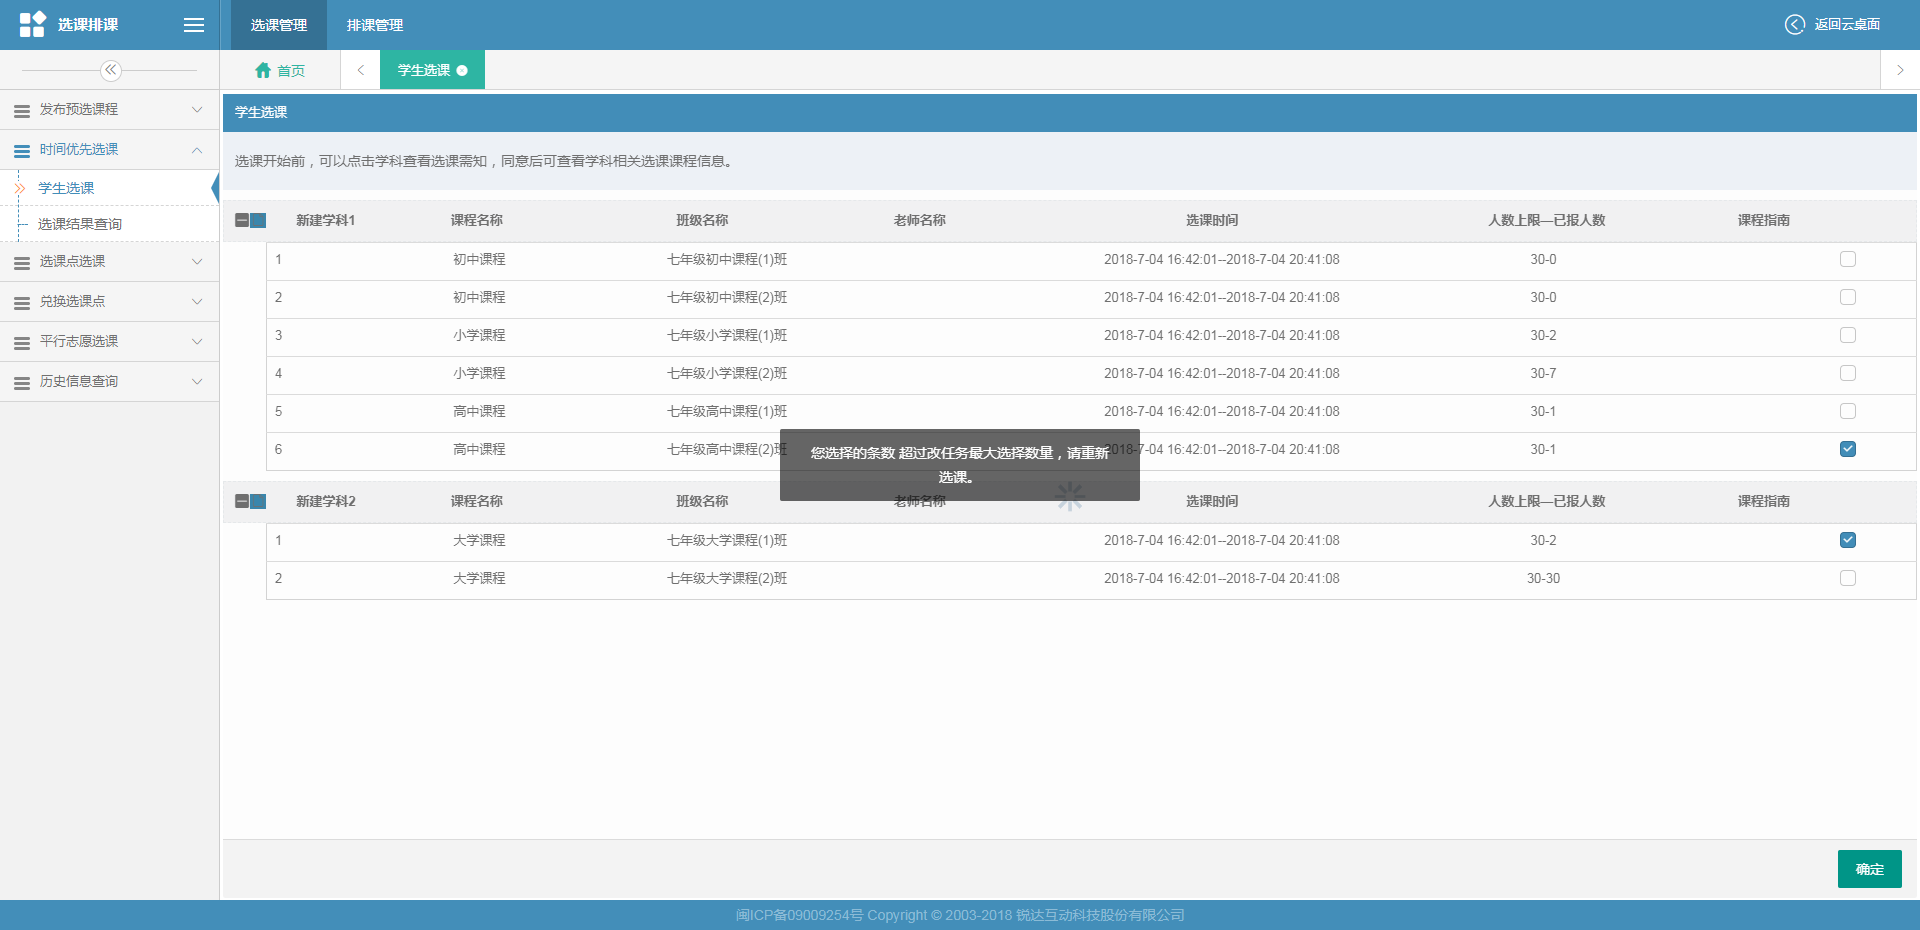 选课排课
选课管理
排课管理
返回云桌面
首页
学生选课
发布预选课程
时间优先选课
学生选课
选课结果查询
选课点选课
兑换选课点
平行志愿选课
历史信息查询
学生选课
选课开始前，可以点击学科查看选课需知，同意后可查看学科相关选课课程信息。
新建学科1 课程名称 班级名称 老师名称 选课时间 人数上限—已报人数 课程指南
1 初中课程 七年级初中课程(1)班 2018-7-04 16:42:01--2018-7-04 20:41:08 30-0
2 初中课程 七年级初中课程(2)班 2018-7-04 16:42:01--2018-7-04 20:41:08 30-0
3 小学课程 七年级小学课程(1)班 2018-7-04 16:42:01--2018-7-04 20:41:08 30-2
4 小学课程 七年级小学课程(2)班 2018-7-04 16:42:01--2018-7-04 20:41:08 30-7
5 高中课程 七年级高中课程(1)班 2018-7-04 16:42:01--2018-7-04 20:41:08 30-1
6 高中课程 七年级高中课程(2)班 2018-7-04 16:42:01--2018-7-04 20:41:08 30-1
您选择的条数 超过改任务最大选择数量，请重新
选课。
新建学科2 课程名称 班级名称 老师名称 选课时间 人数上限—已报人数 课程指南
1 大学课程 七年级大学课程(1)班 2018-7-04 16:42:01--2018-7-04 20:41:08 30-2
2 大学课程 七年级大学课程(2)班 2018-7-04 16:42:01--2018-7-04 20:41:08 30-30
确定
闽ICP备09009254号 Copyright © 2003-2018 锐达互动科技股份有限公司